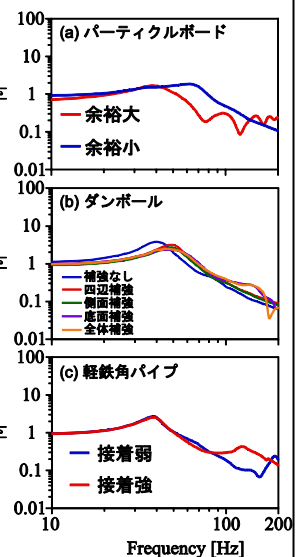 (a) パーティクルボード
100
10
1
0.1
0.01
余裕大
余裕小
(b) ダンボール
100
10
1
0.1
0.01
補強なし
四辺補強
側面補強
底面補強
全体補強
(c) 軽鉄角パイプ
100
10
1
0.1
0.01
接着弱
接着強
10
100
200
Frequency [Hz]